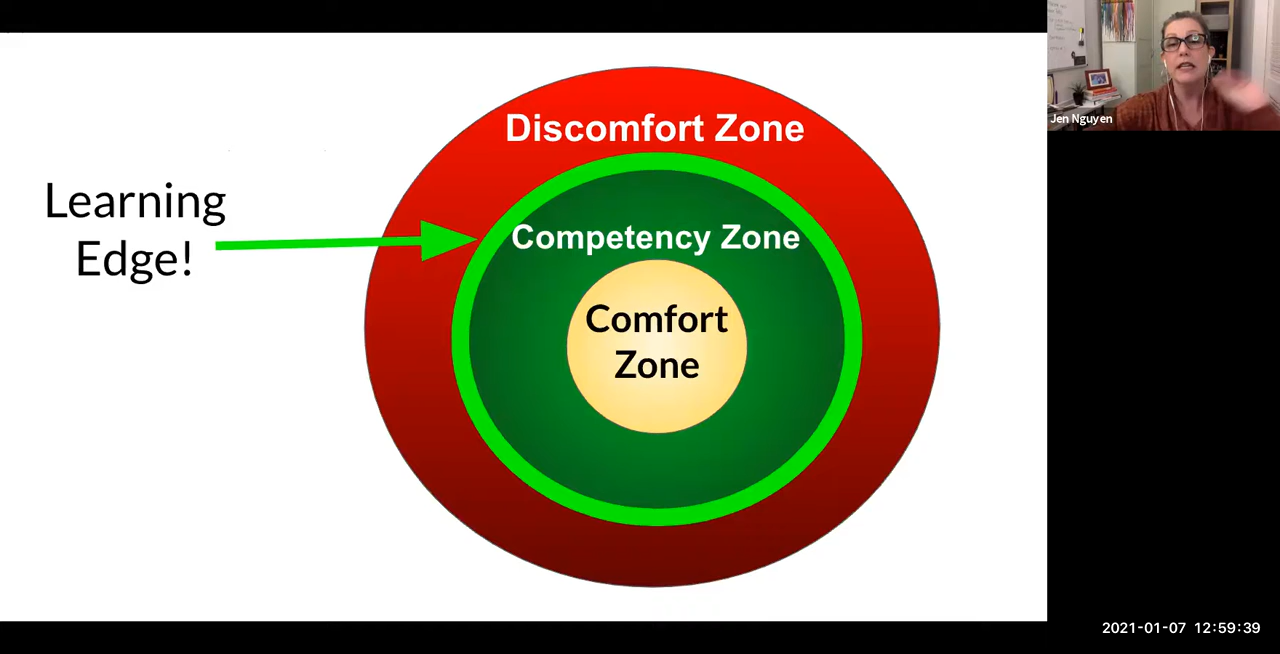 Discomfort Zone
Learning
Edge!
Competency Zone
Comfort
Zone
Jen Nguyen
2021-01-07 12:59:39